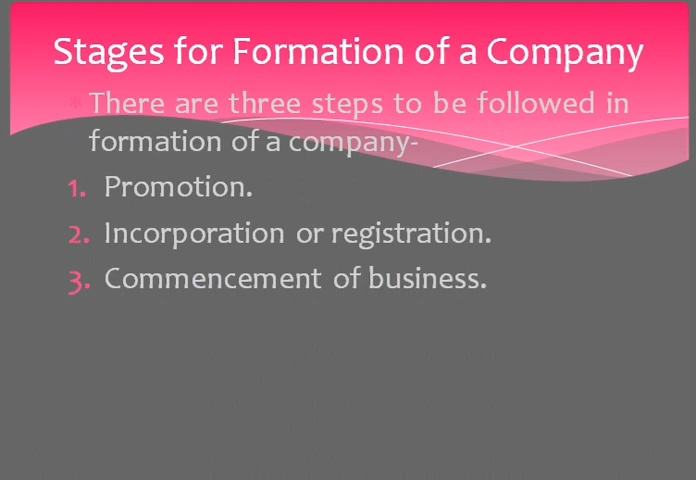 Stages for Formation of a Company
* There are three steps to be followed in
formation of a company-
1. Promotion.
2. Incorporation or registration.
3. Commencement of business.